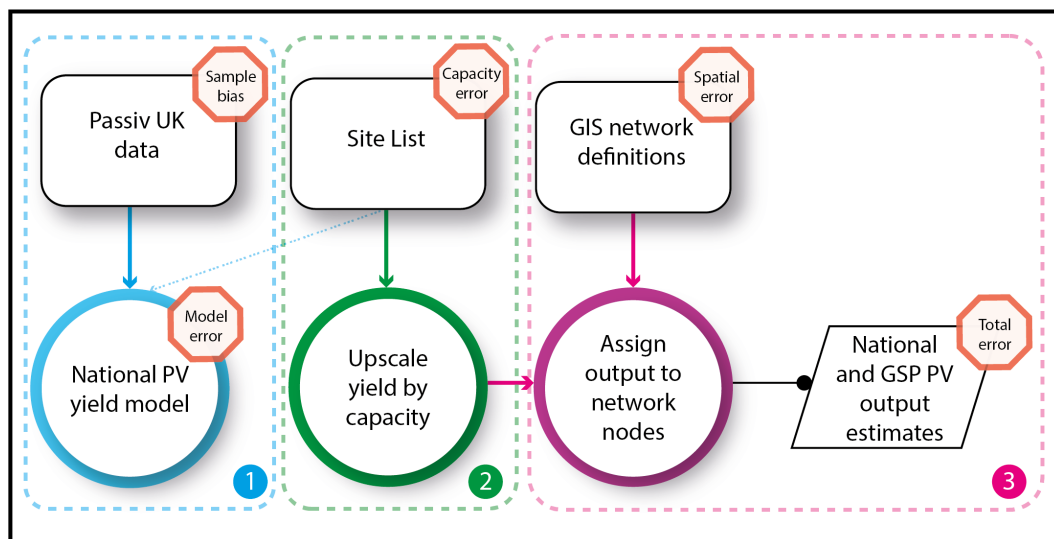 Sample
bias
Passiv UK
data
Model
error
National PV
yield model
1
Capacity
error
Site List
Upscale
yield by
capacity
2
Spatial
error
GIS network
definitions
Assign
output to
network
nodes
Total
error
National
and GSP PV
output
estimates
3